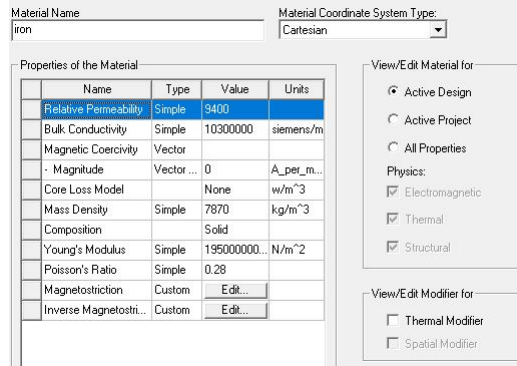 Material Name
Material Coordinate System Type:
iron
Cartesian
Properties of the Material
View/Edit Material for
Name Type Value Units
Relative Permeability Simple 9400
Active Design
Bulk Conductivity Simple 10300000 siemens/m
Active Project
Magnetic Coercivity Vector
All Properties
- Magnitude Vector ... 0 A_per_m...
Physics:
Core Loss Model None w/m^3
Electromagnetic
Mass Density Simple 7870 kg/m^3
Thermal
Composition Solid
Young's Modulus Simple 195000000... N/m^2
Structural
Poisson's Ratio Simple 0.28
Magnetostriction Custom Edit...
View/Edit Modifier for
Inverse Magnetostri... Custom Edit...
Thermal Modifier
Spatial Modifier